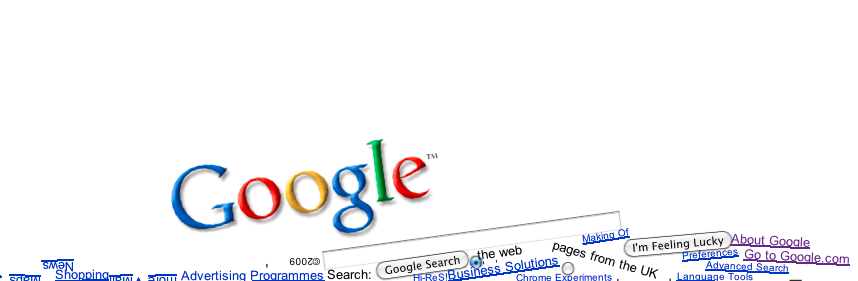 Google™
Making Of
I'm Feeling Lucky
About Google
the web
pages from the UK
Preferences
Go to Google.com
©2009
Google Search
News
Business Solutions
Advanced Search
Shopping
Advertising Programmes
Search:
Hi-ReS!
Chrome Experiments
Language Tools
more